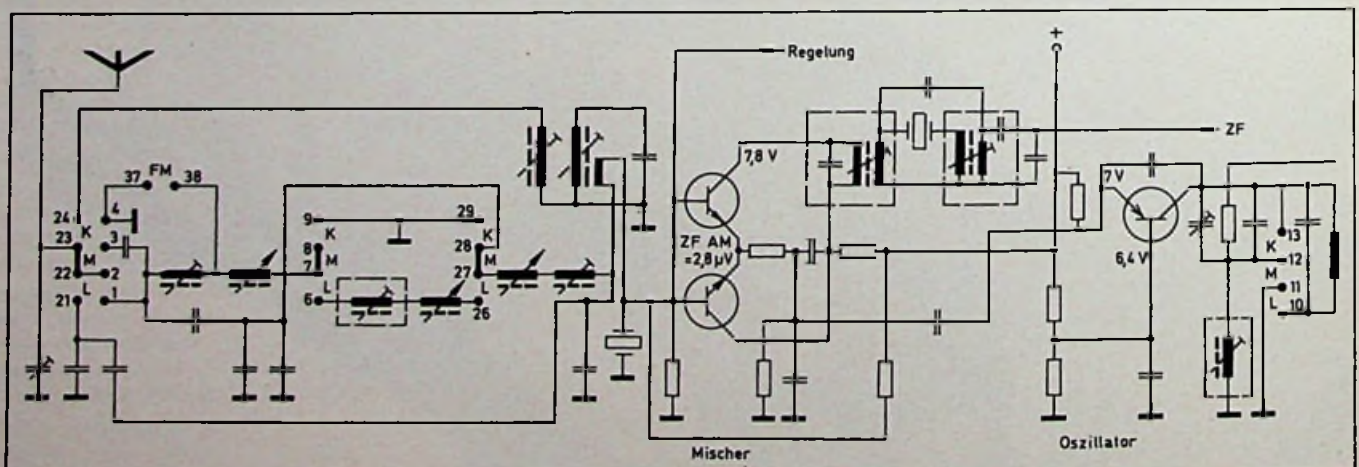 +
Regelung
ZF
FM
37 38
7,8 V
7 V
24 K 4
23 M 3
22 2
21 L 1
9 29
8 K K 28
7 M M 27
6 L L 26
ZF AM
=2,8 µV
6,4 V
13
K 12
M 11
L 10
Mischer
Oszillator